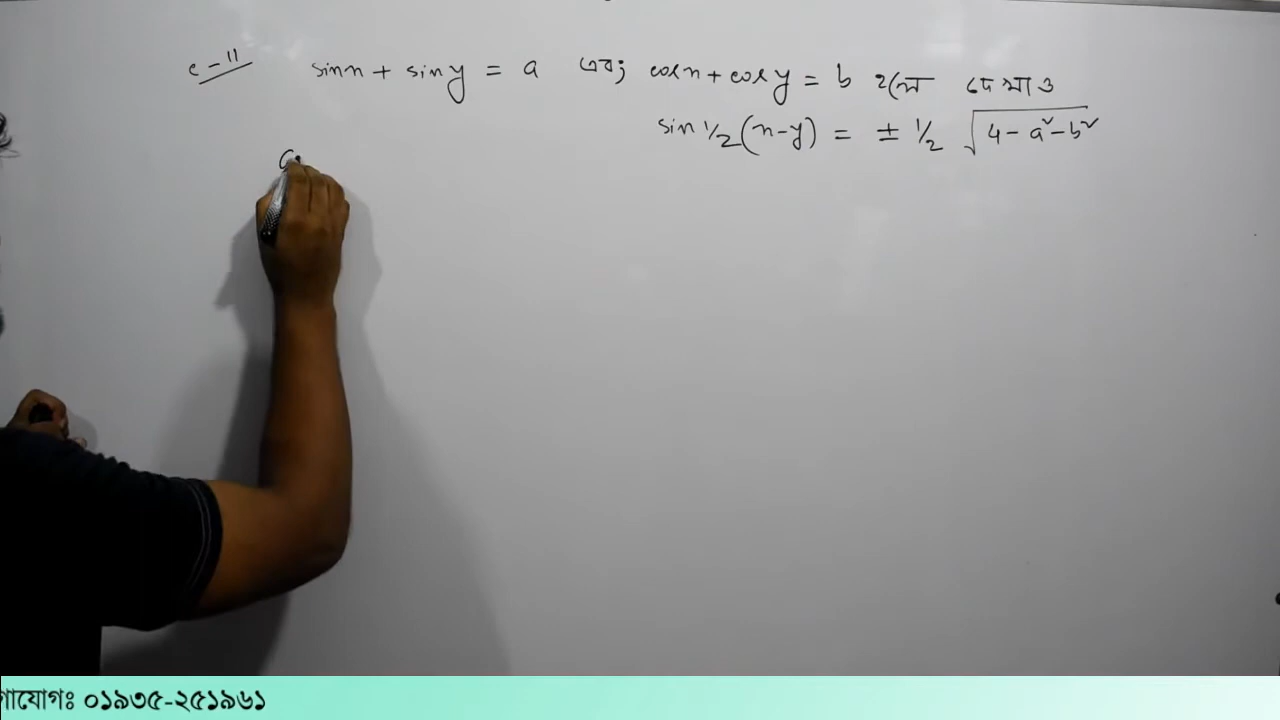 e-11 sinx + siny = a এবং cosx + cosy = b হলে দেখাও
sin 1/2 (x-y) = ± 1/2 √(4-a²-b²)
a
গাযোগঃ ০১৯৩৫-২৫১৯৬১